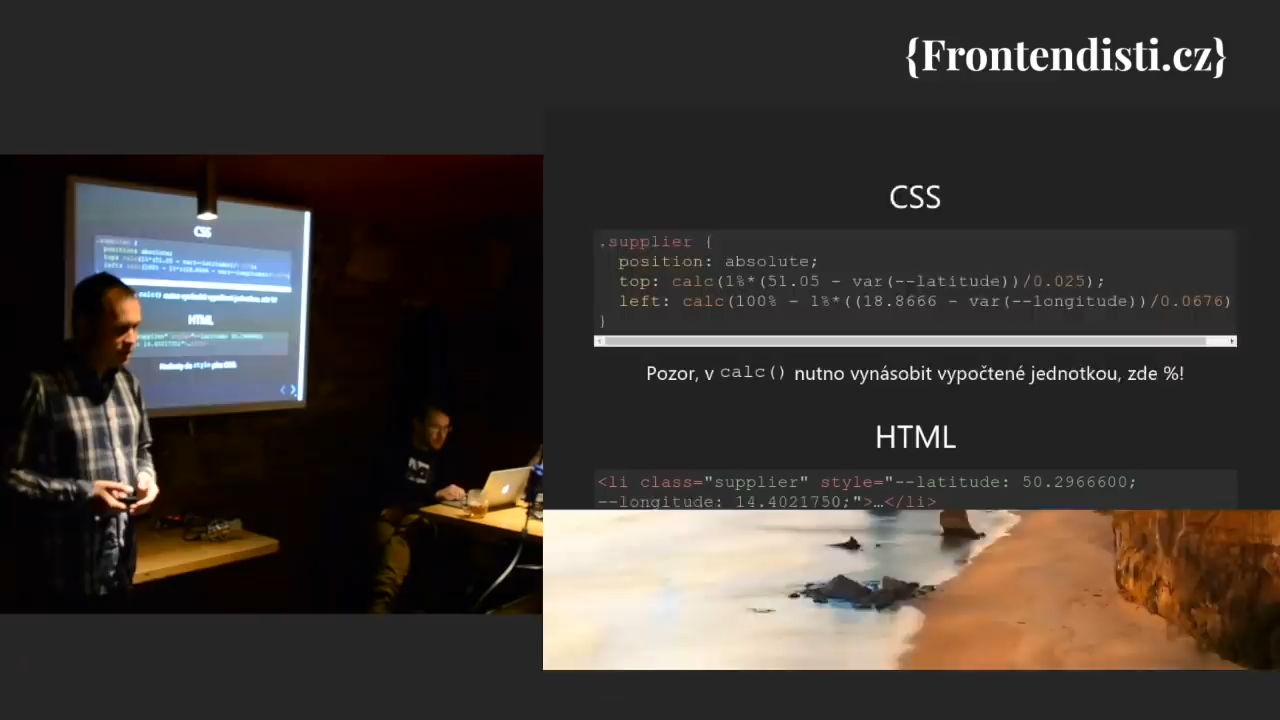 {Frontendisti.cz}
CSS
.supplier {
position: absolute;
top: calc(1%*(51.05 - var(--latitude))/0.025);
left: calc(100% - 1%*((18.8666 - var(--longitude))/0.0676)
}
Pozor, v calc() nutno vynásobit vypočtené jednotkou, zde %!
HTML
<li class="supplier" style="--latitude: 50.2966600;
--longitude: 14.4021750;">…</li>
CSS
HTML